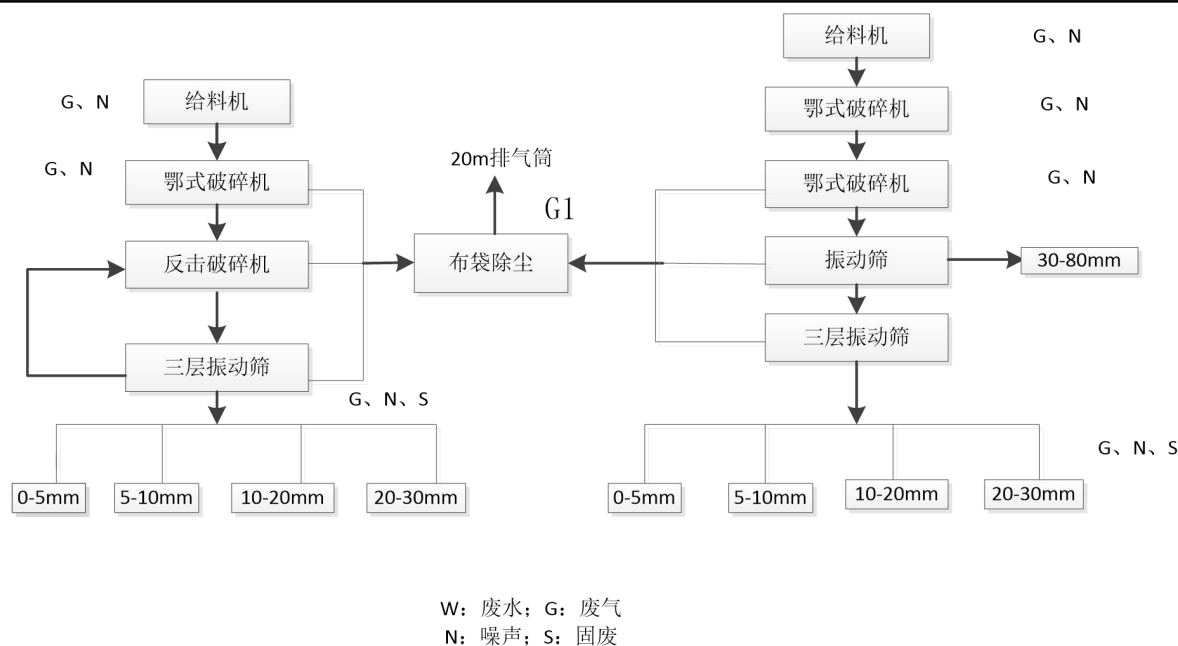 给料机
G、N
G、N
给料机
鄂式破碎机
G、N
20m排气筒
G、N
鄂式破碎机
鄂式破碎机
G、N
G1
反击破碎机
布袋除尘
振动筛
30-80mm
三层振动筛
三层振动筛
G、N、S
G、N、S
0-5mm
5-10mm
10-20mm
20-30mm
0-5mm
5-10mm
10-20mm
20-30mm
W：废水；G：废气
N：噪声；S：固废